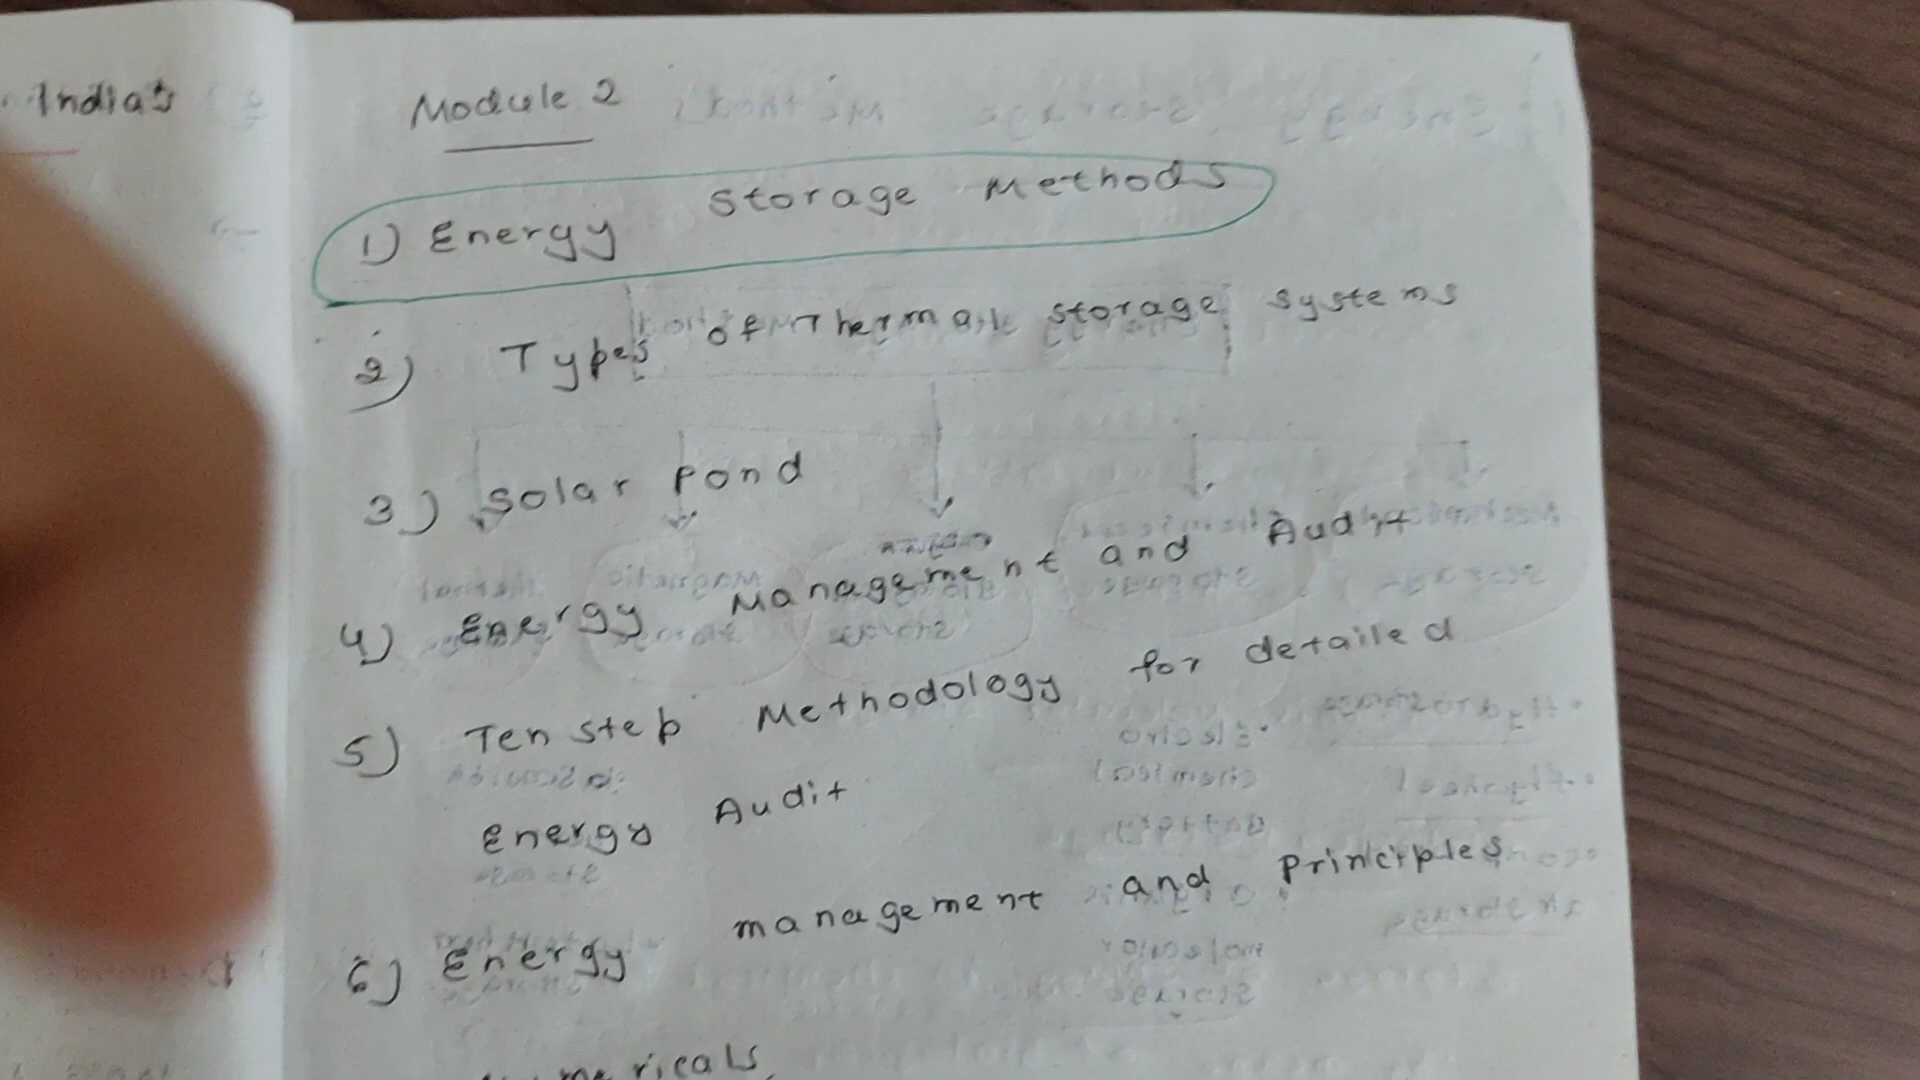 India's
Module 2
1) Energy Storage Methods
2) Types of Thermal storage systems
3) Solar Pond
4) Energy Management and Audit
5) Ten step Methodology for detailed
Energy Audit
6) Energy management and Principles